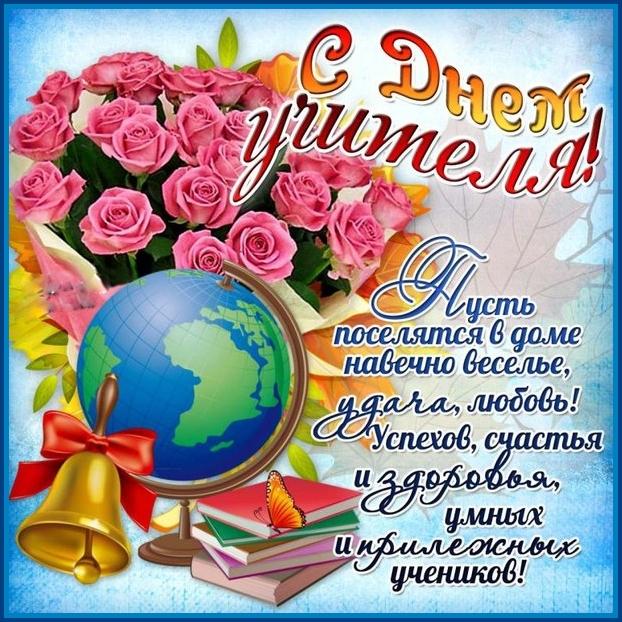 С Днем
учителя!
Пусть
поселятся в доме
навечно веселье,
удача, любовь!
Успехов, счастья
и здоровья,
умных
и прилежных
учеников!